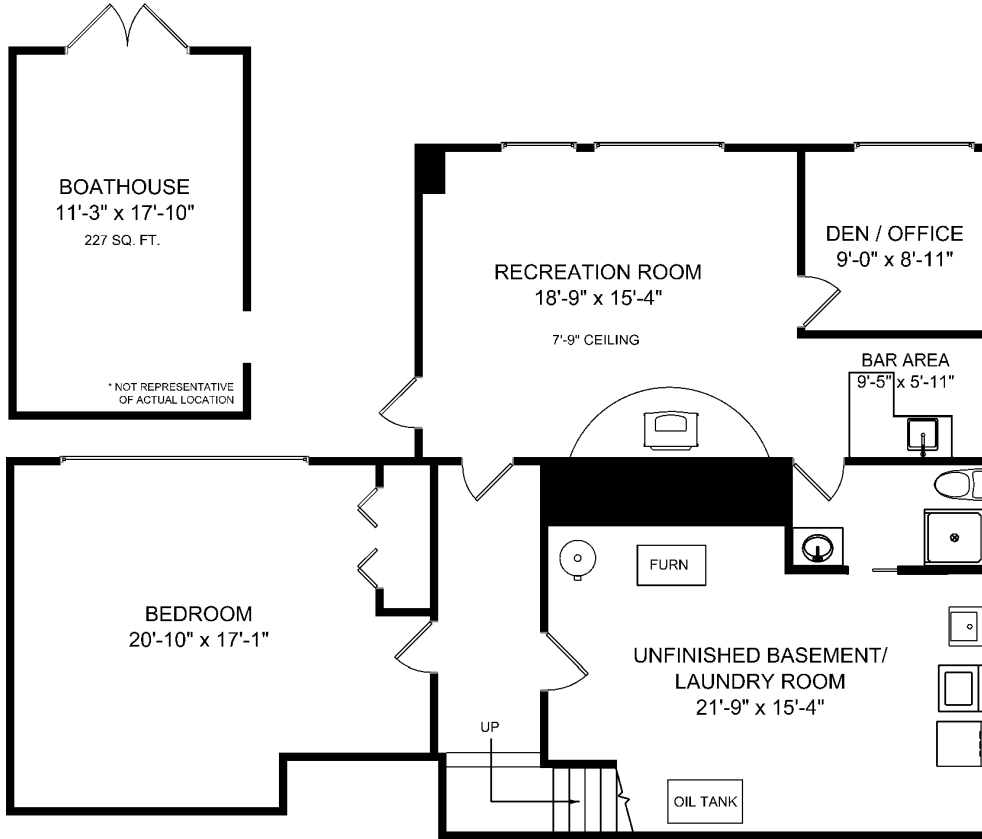 BOATHOUSE
11'-3" x 17'-10"
227 SQ. FT.
* NOT REPRESENTATIVE
OF ACTUAL LOCATION
RECREATION ROOM
18'-9" x 15'-4"
7'-9" CEILING
DEN / OFFICE
9'-0" x 8'-11"
BAR AREA
9'-5" x 5'-11"
BEDROOM
20'-10" x 17'-1"
FURN
UNFINISHED BASEMENT/
LAUNDRY ROOM
21'-9" x 15'-4"
UP
OIL TANK